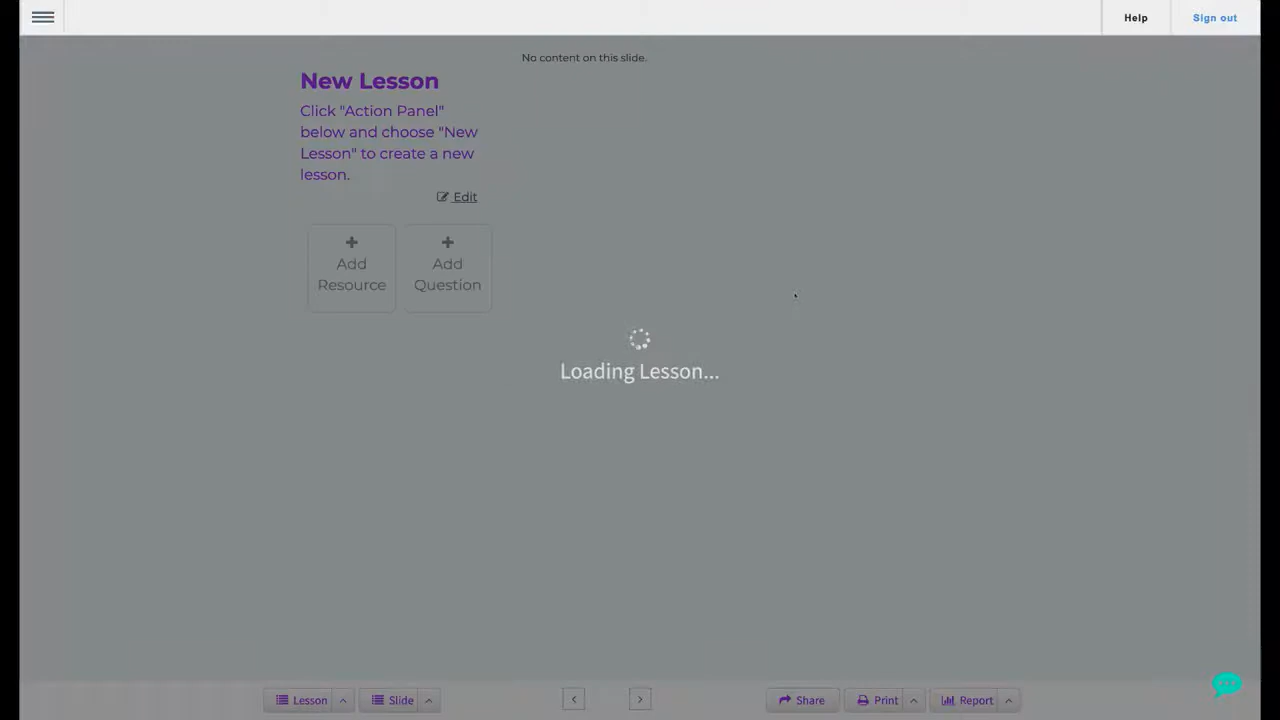 Help
Sign out
No content on this slide.
New Lesson
Click "Action Panel"
below and choose "New
Lesson" to create a new
lesson.
Edit
Add
Resource
Add
Question
Loading Lesson...
Lesson
Slide
Share
Print
Report